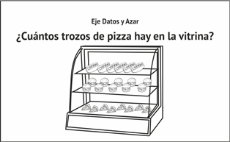 Eje Datos y Azar
¿Cuántos trozos de pizza hay en la vitrina?